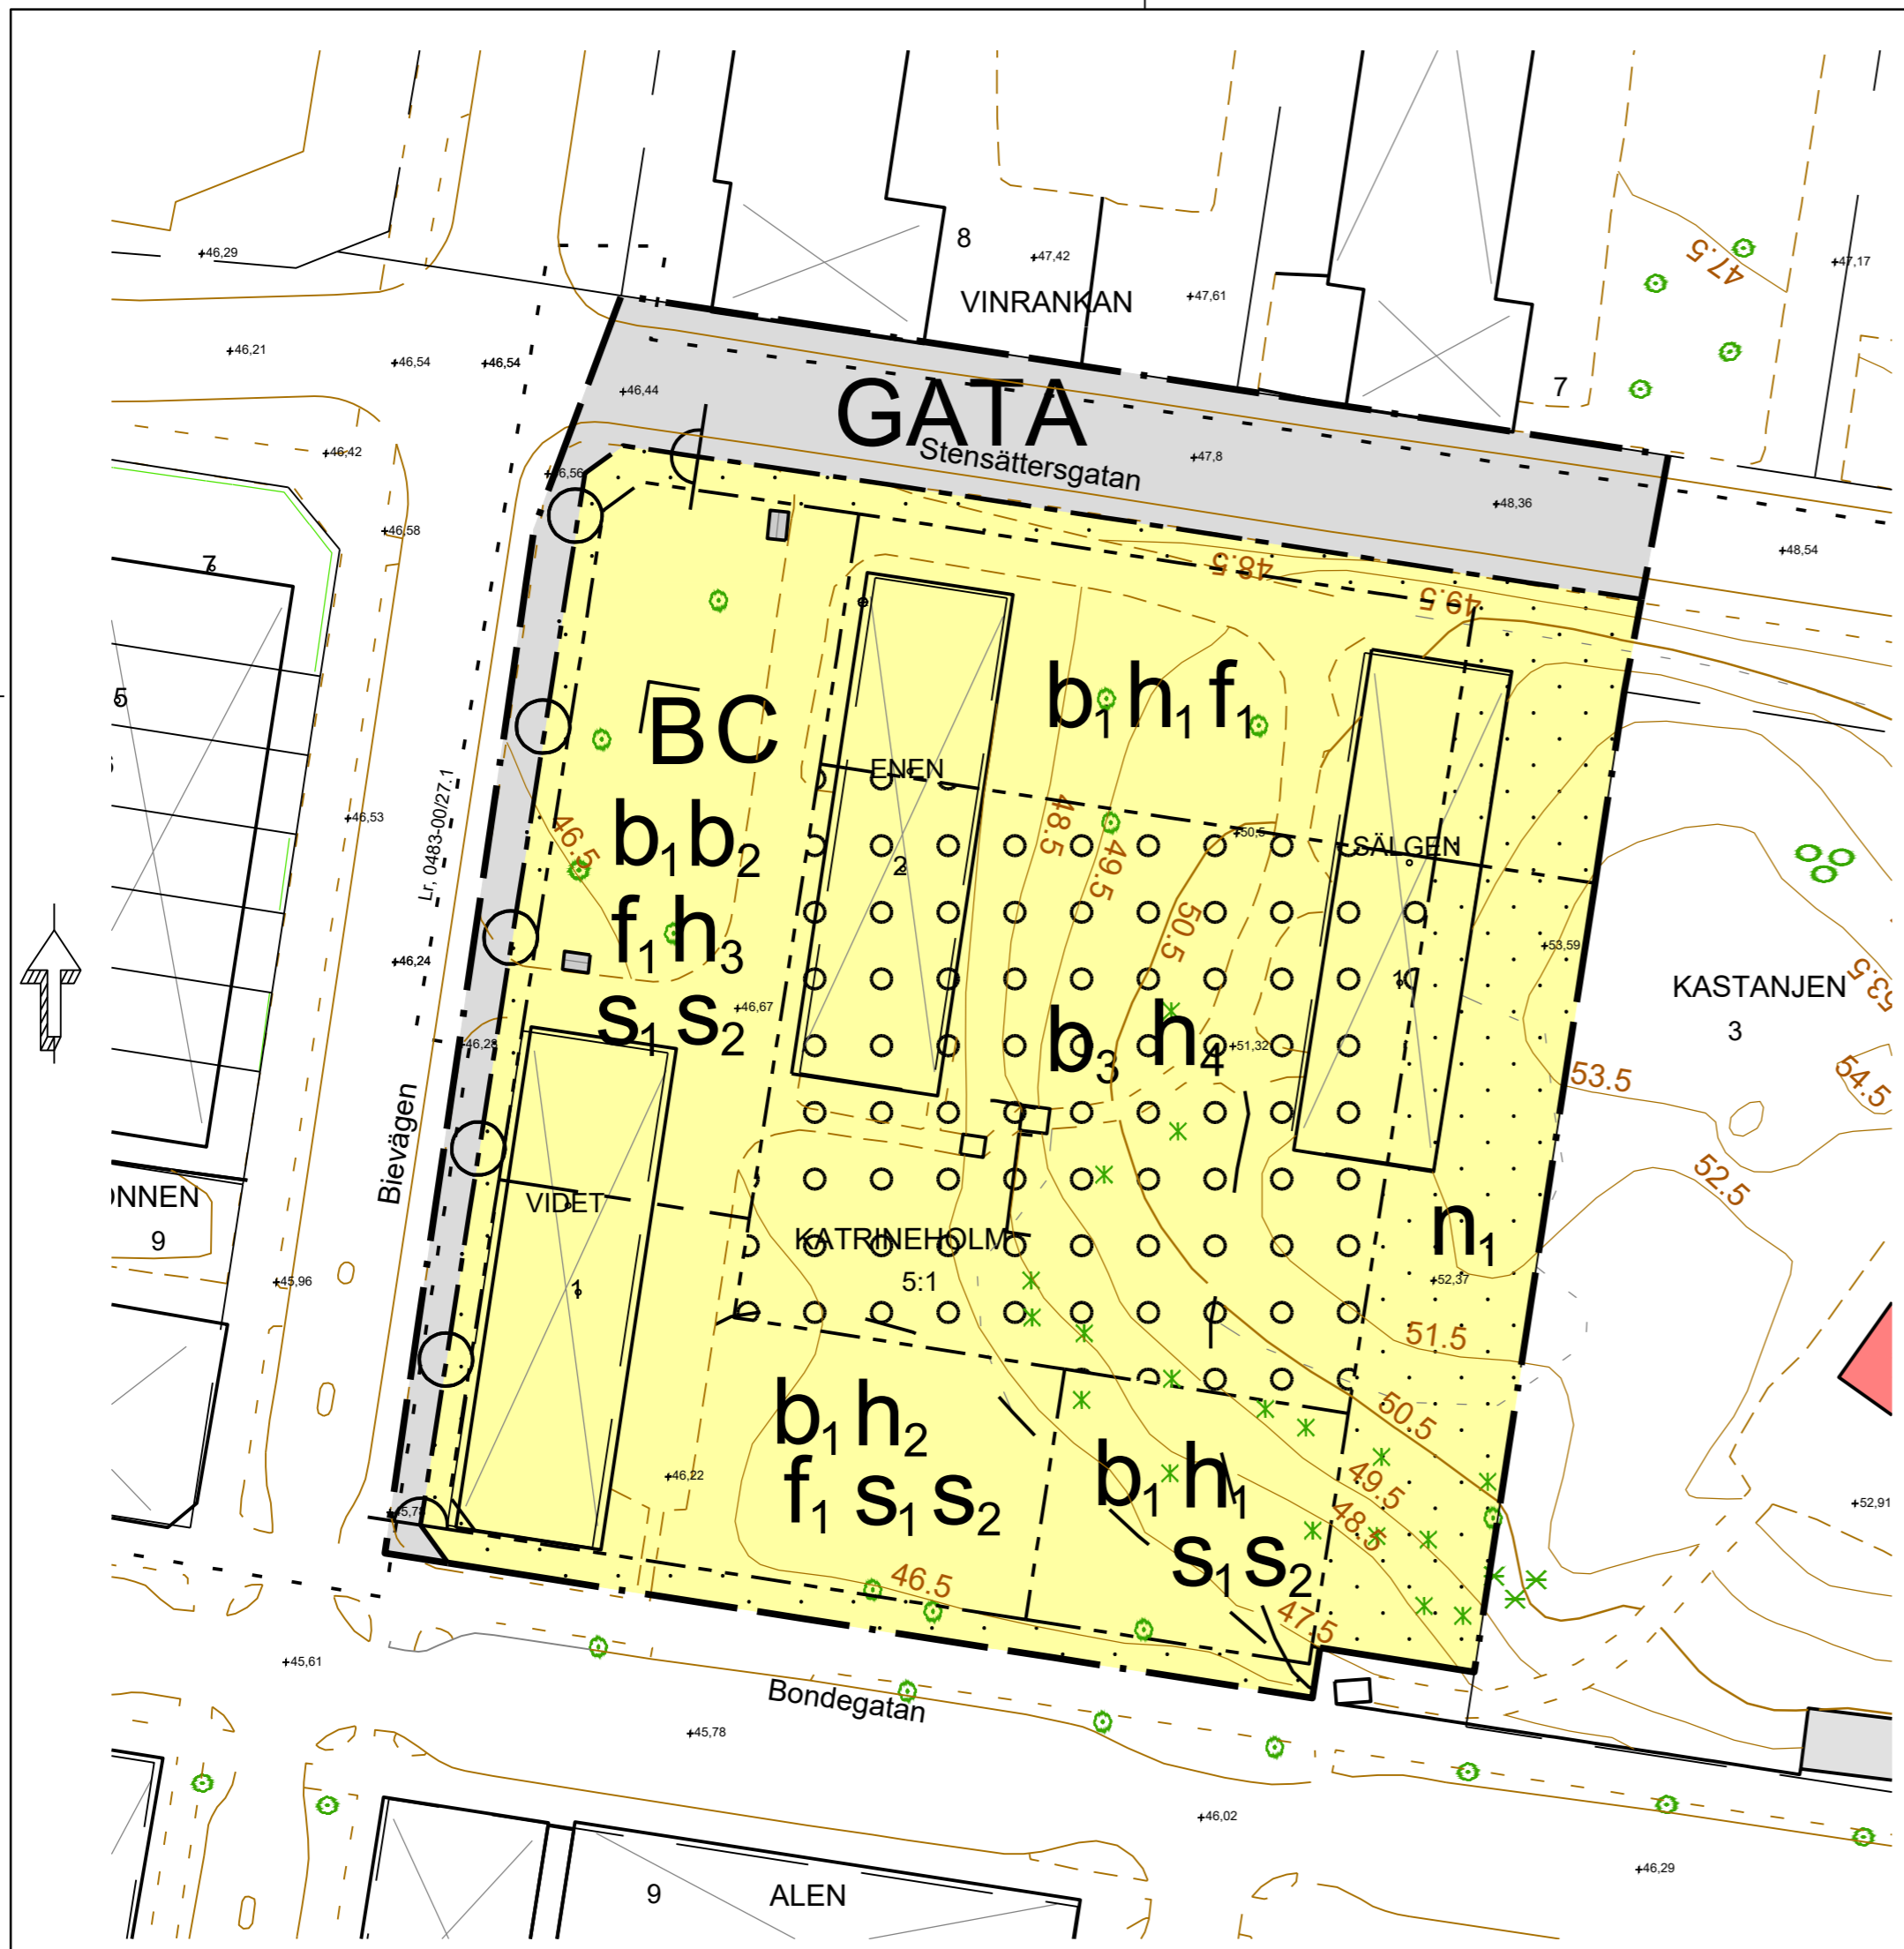 8
+46,29
+47,42
47.5
+47,17
VINRANKAN
+47,61
+46,21
+46,54
+46,54
+46,44
GATA
7
Stensättersgatan
+46,42
+47,8
+46,56
+48,36
+46,58
+48,54
7
48.5
49.5
5
BC
b1 h1 f1
ENEN
Lr, 0483-00/27.1
+46,53
46.5
b1 b2
48.5
+50,5
SÄLGEN
2
49.5
f1 h3
50.5
+53,59
+46,24
1
KASTANJEN
53.5
s1 s2
+46,67
3
+46,28
b3 h4
+51,32
53.5
54.5
Bievägen
ONNEN
9
VIDET
52.5
KATRINEHOLM
n1
5:1
+45,96
1
+52,37
51.5
b1 h2
50.5
f1 s1 s2
b1 h1
49.5
+46,22
48.5
+52,91
s1 s2
46.5
47.5
+45,61
Bondegatan
+45,78
+46,02
+46,29
9
ALEN